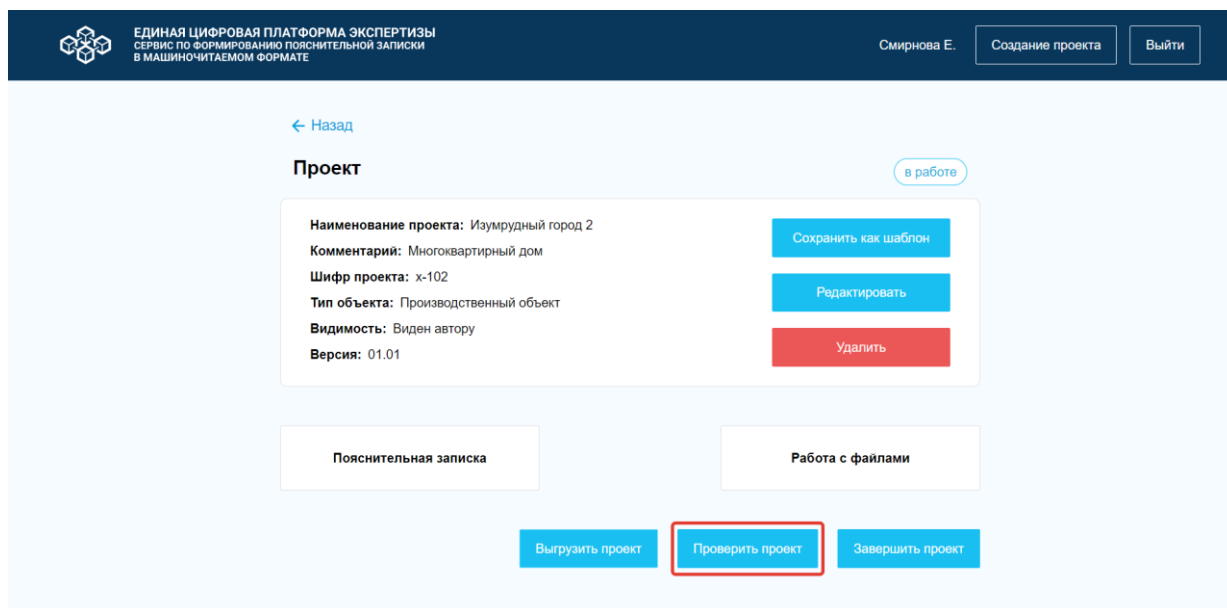 ЕДИНАЯ ЦИФРОВАЯ ПЛАТФОРМА ЭКСПЕРТИЗЫ
СЕРВИС ПО ФОРМИРОВАНИЮ ПОЯСНИТЕЛЬНОЙ ЗАПИСКИ
В МАШИНОЧИТАЕМОМ ФОРМАТЕ
Смирнова Е.
Создание проекта
Выйти
← Назад
Проект
в работе
Наименование проекта: Изумрудный город 2
Комментарий: Многоквартирный дом
Шифр проекта: х-102
Тип объекта: Производственный объект
Видимость: Виден автору
Версия: 01.01
Сохранить как шаблон
Редактировать
Удалить
Пояснительная записка
Работа с файлами
Выгрузить проект
Проверить проект
Завершить проект